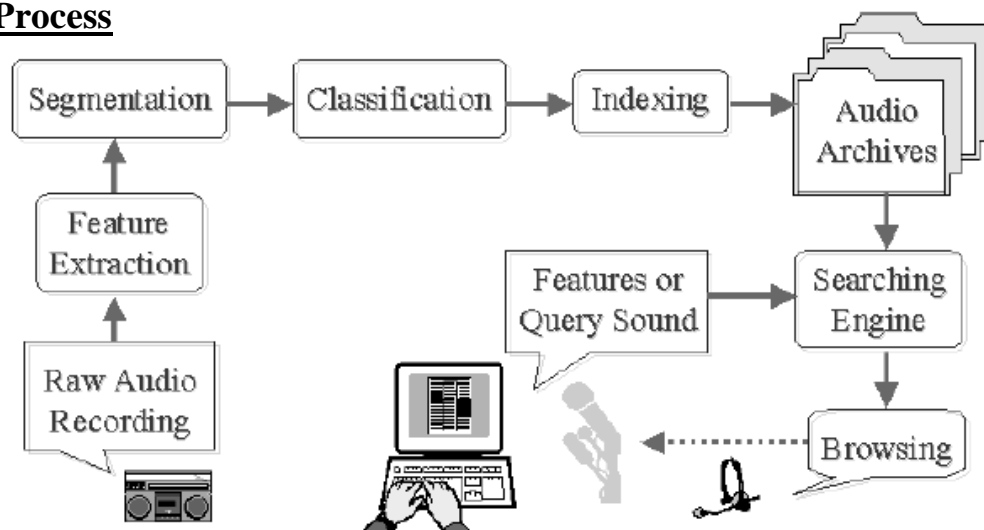 Process
Segmentation
Classification
Indexing
Audio
Archives
Feature
Extraction
Features or
Query Sound
Searching
Engine
Raw Audio
Recording
Browsing